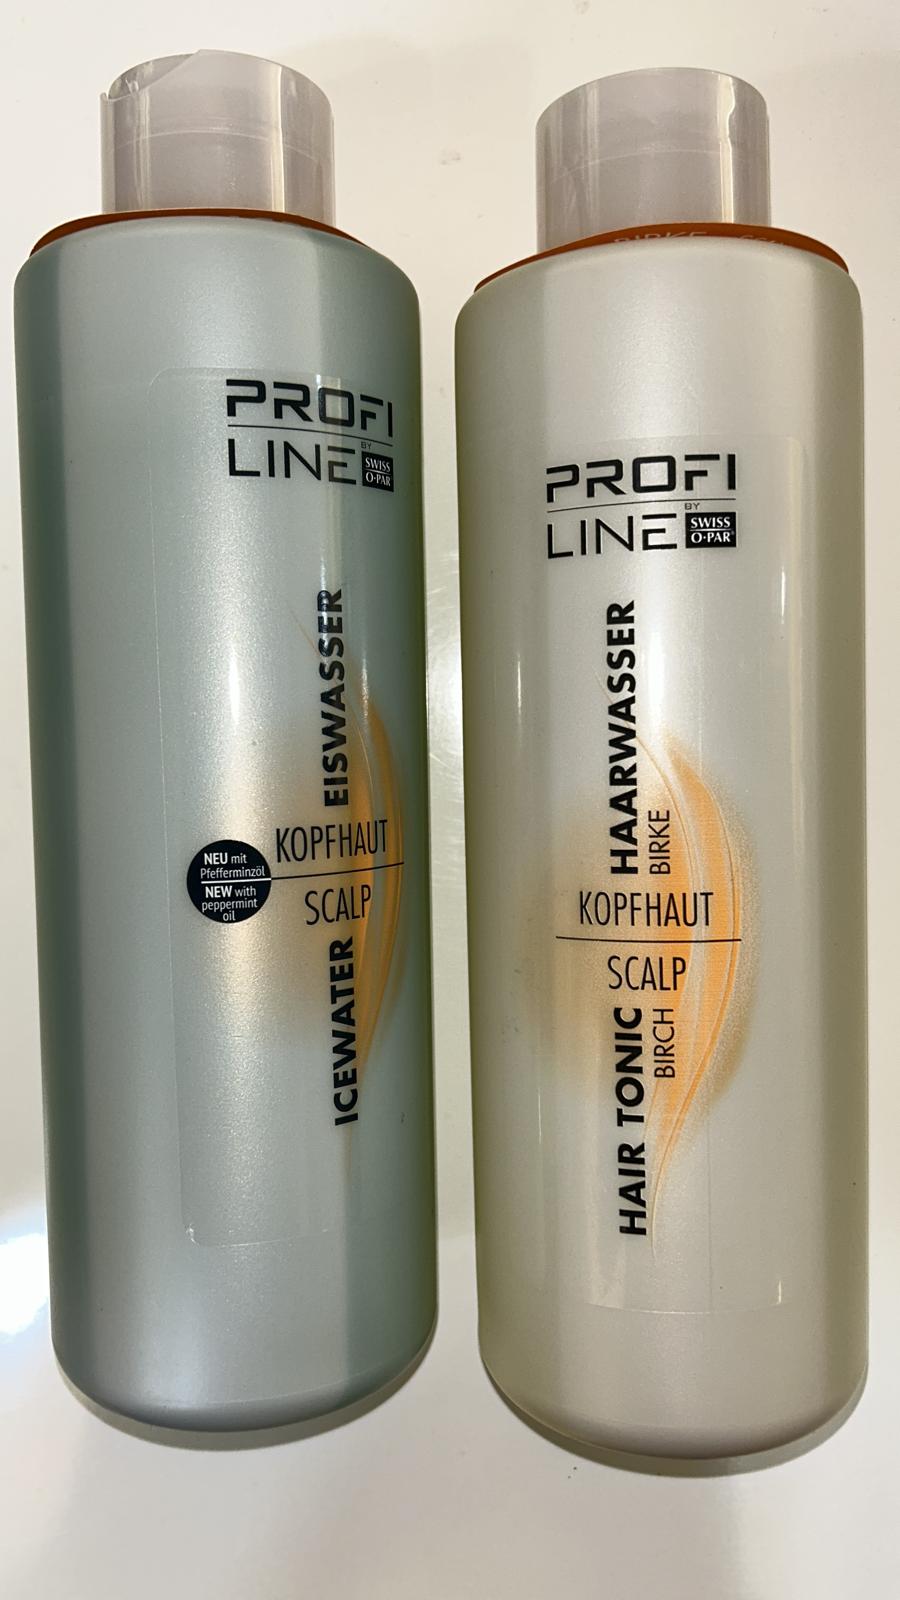 PROFI
LINE BY SWISS O·PAR
EISWASSER
KOPFHAUT
SCALP
ICEWATER
NEU mit
Pfefferminzöl
NEW with
peppermint
oil
BIRKE
PROFI
LINE BY SWISS O·PAR®
HAARWASSER
BIRKE
KOPFHAUT
SCALP
HAIR TONIC
BIRCH